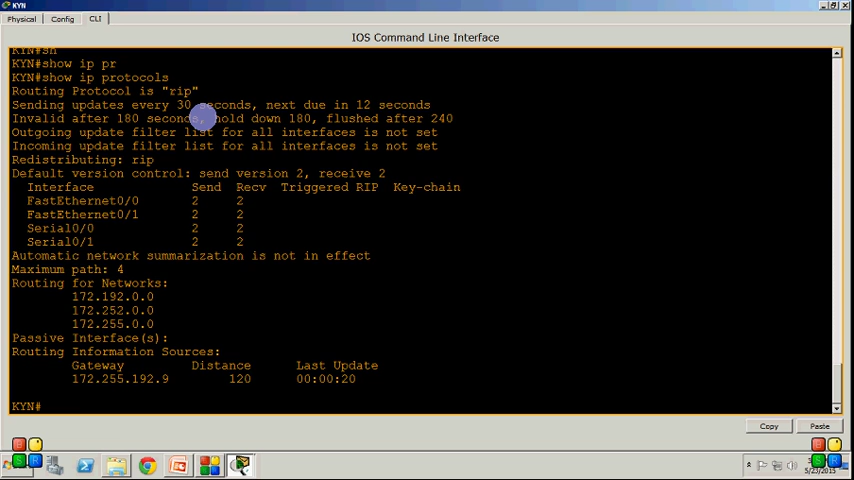 KYN
Physical Config CLI
IOS Command Line Interface
KYN#sh
KYN#show ip pr
KYN#show ip protocols
Routing Protocol is "rip"
Sending updates every 30 seconds, next due in 12 seconds
Invalid after 180 seconds, hold down 180, flushed after 240
Outgoing update filter list for all interfaces is not set
Incoming update filter list for all interfaces is not set
Redistributing: rip
Default version control: send version 2, receive 2
Interface Send Recv Triggered RIP Key-chain
FastEthernet0/0 2 2
FastEthernet0/1 2 2
Serial0/0 2 2
Serial0/1 2 2
Automatic network summarization is not in effect
Maximum path: 4
Routing for Networks:
172.192.0.0
172.252.0.0
172.255.0.0
Passive Interface(s):
Routing Information Sources:
Gateway Distance Last Update
172.255.192.9 120 00:00:20
KYN#
Copy Paste
5/23/2015